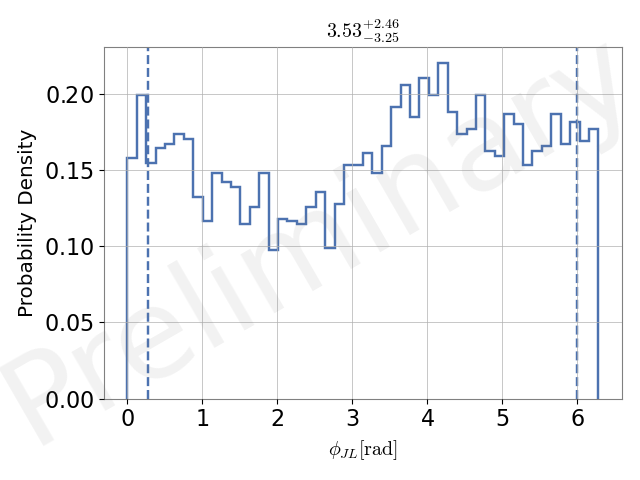 3.53^{+2.46}_{-3.25}
Probability Density
0.20
0.15
0.10
0.05
0.00
0 1 2 3 4 5 6
ϕ_{JL}[rad]
Preliminary